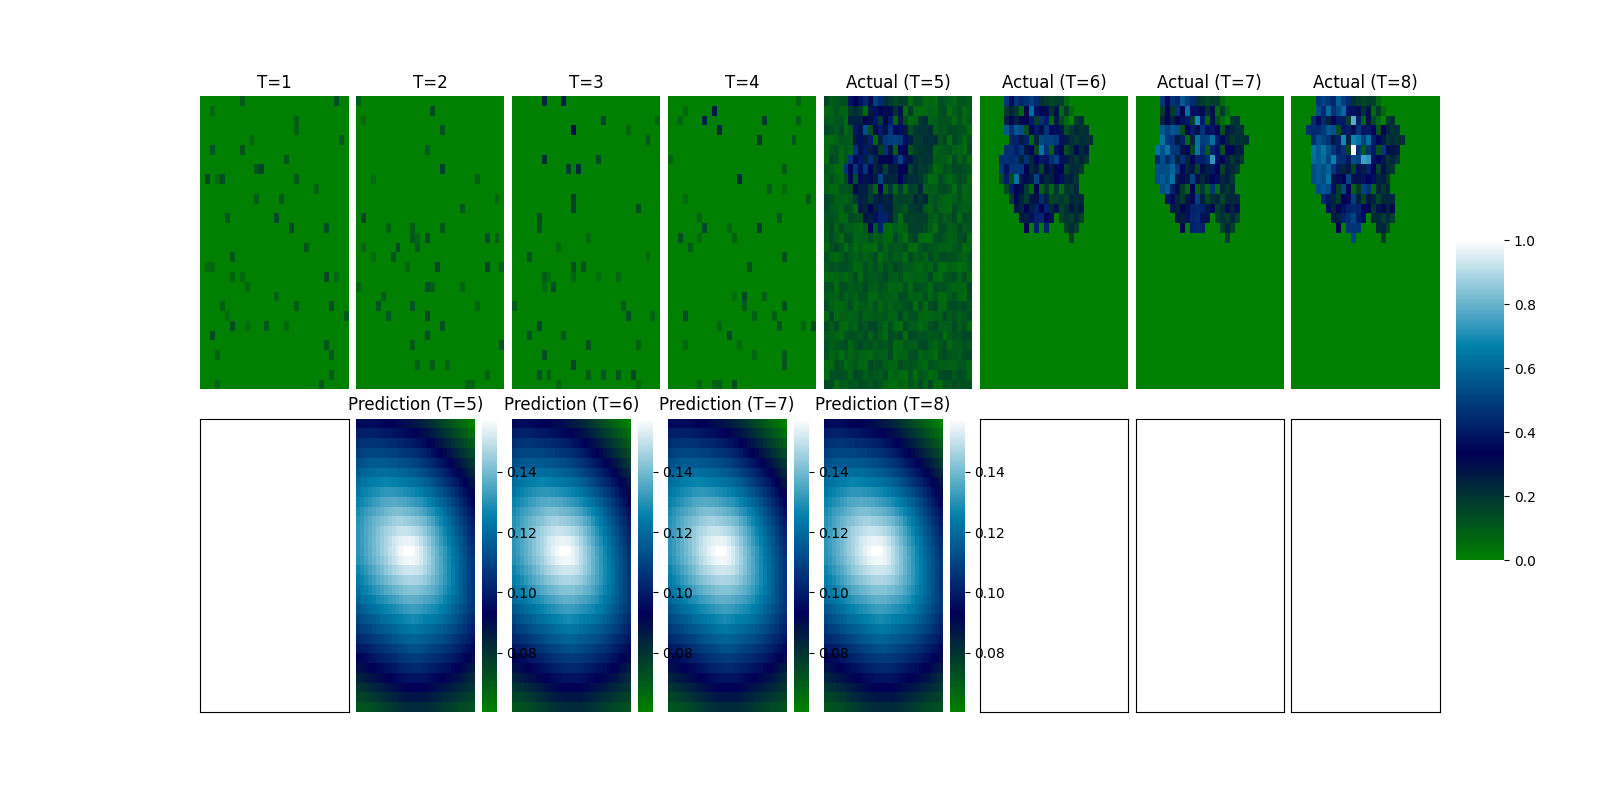 T=1
T=2
T=3
T=4
Actual (T=5)
Actual (T=6)
Actual (T=7)
Actual (T=8)
1.0
0.8
0.6
0.4
0.2
0.0
Prediction (T=5)
Prediction (T=6)
Prediction (T=7)
Prediction (T=8)
0.14
0.12
0.10
0.08
0.14
0.12
0.10
0.08
0.14
0.12
0.10
0.08
0.14
0.12
0.10
0.08